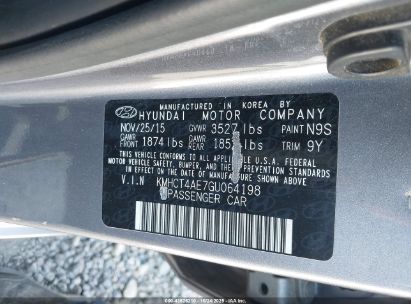 MANUFACTURED IN KOREA BY
HYUNDAI MOTOR COMPANY
NOV/25/15 GVWR 3527 lbs PAINT N9S
GAWR FRONT 1874 lbs GAWR REAR lbs TRIM 9Y
THIS VEHICLE CONFORMS TO ALL APPLICABLE U.S.A. FEDERAL
MOTOR VEHICLE SAFETY, BUMPER, AND THEFT PREVENTION
STANDARDS IN EFFECT ON THE DATE OF MANUFACTURE
SHOWN ABOVE.
V.I.N KMHCT4AE7GU064198
PASSENGER CAR